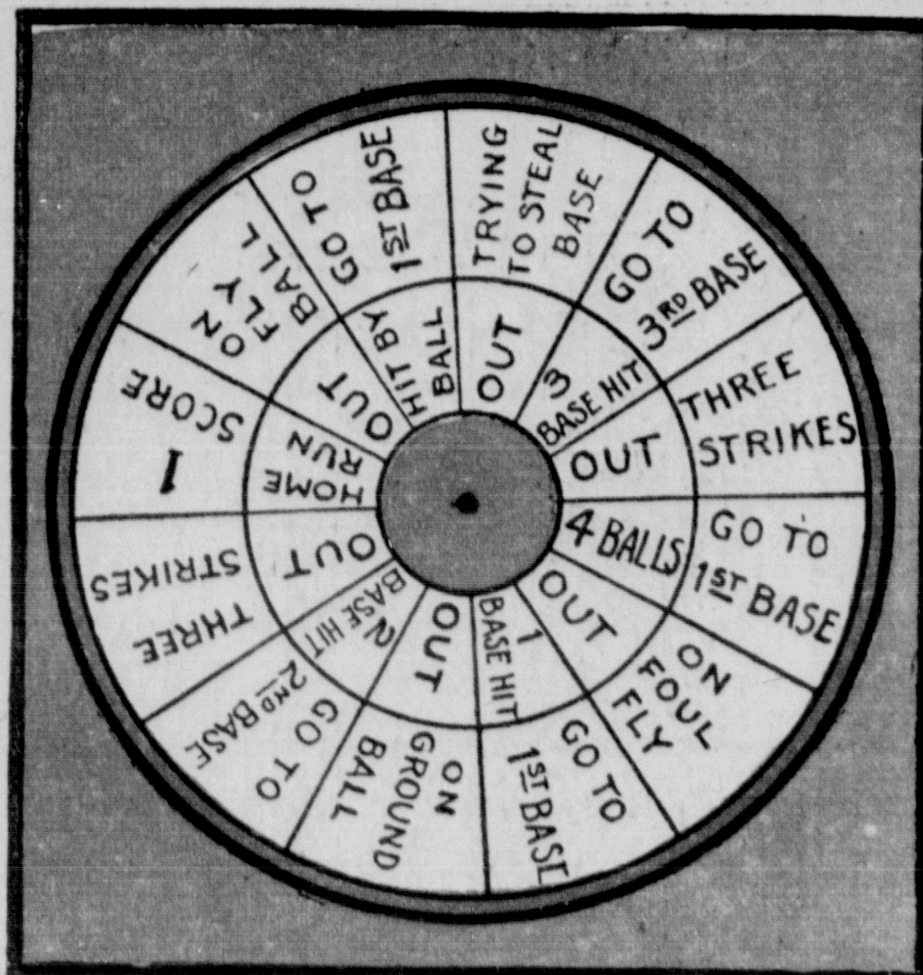 TRYING
TO STEAL
BASE
OUT
GO TO
3RD BASE
3
BASE HIT
THREE
STRIKES
OUT
GO TO
1ST BASE
4 BALLS
ON
FOUL
FLY
OUT
GO TO
1ST BASE
1
BASE HIT
ON
GROUND
BALL
OUT
GO TO
2ND BASE
2
BASE HIT
THREE
STRIKES
OUT
SCORE
1
HOME
RUN
ON
FLY
BALL
OUT
GO TO
1ST BASE
HIT BY
BALL